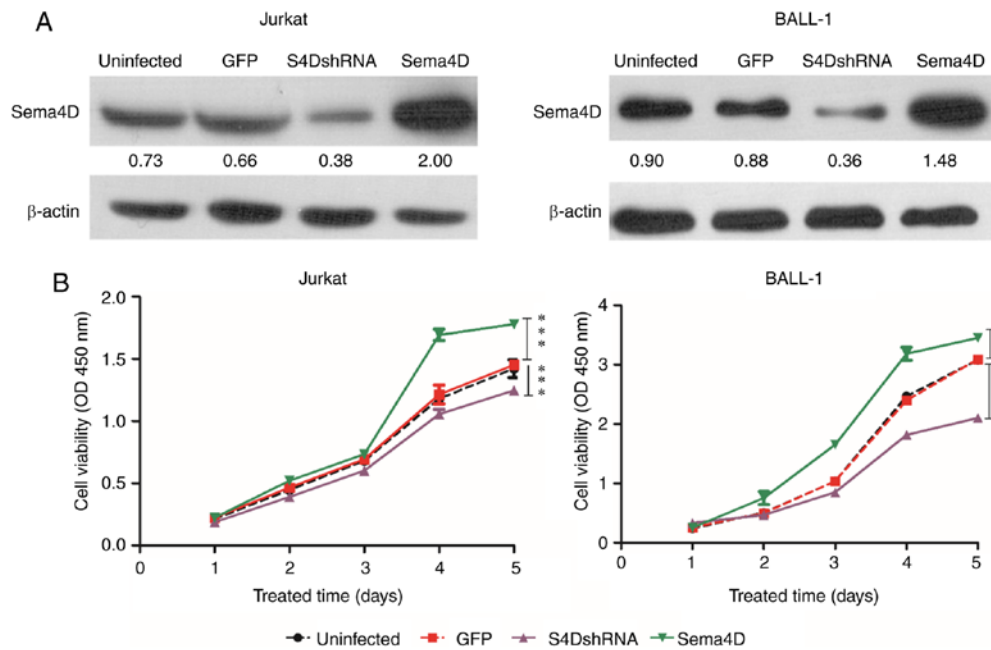 A
Jurkat
Uninfected GFP S4DshRNA Sema4D
Sema4D
0.73 0.66 0.38 2.00
β-actin
BALL-1
Uninfected GFP S4DshRNA Sema4D
Sema4D
0.90 0.88 0.36 1.48
β-actin
B
Jurkat
Cell viability (OD 450 nm)
2.0
1.5
1.0
0.5
0.0
0 1 2 3 4 5
Treated time (days)
***
***
BALL-1
Cell viability (OD 450 nm)
4
3
2
1
0
0 1 2 3 4 5
Treated time (days)
Uninfected GFP S4DshRNA Sema4D